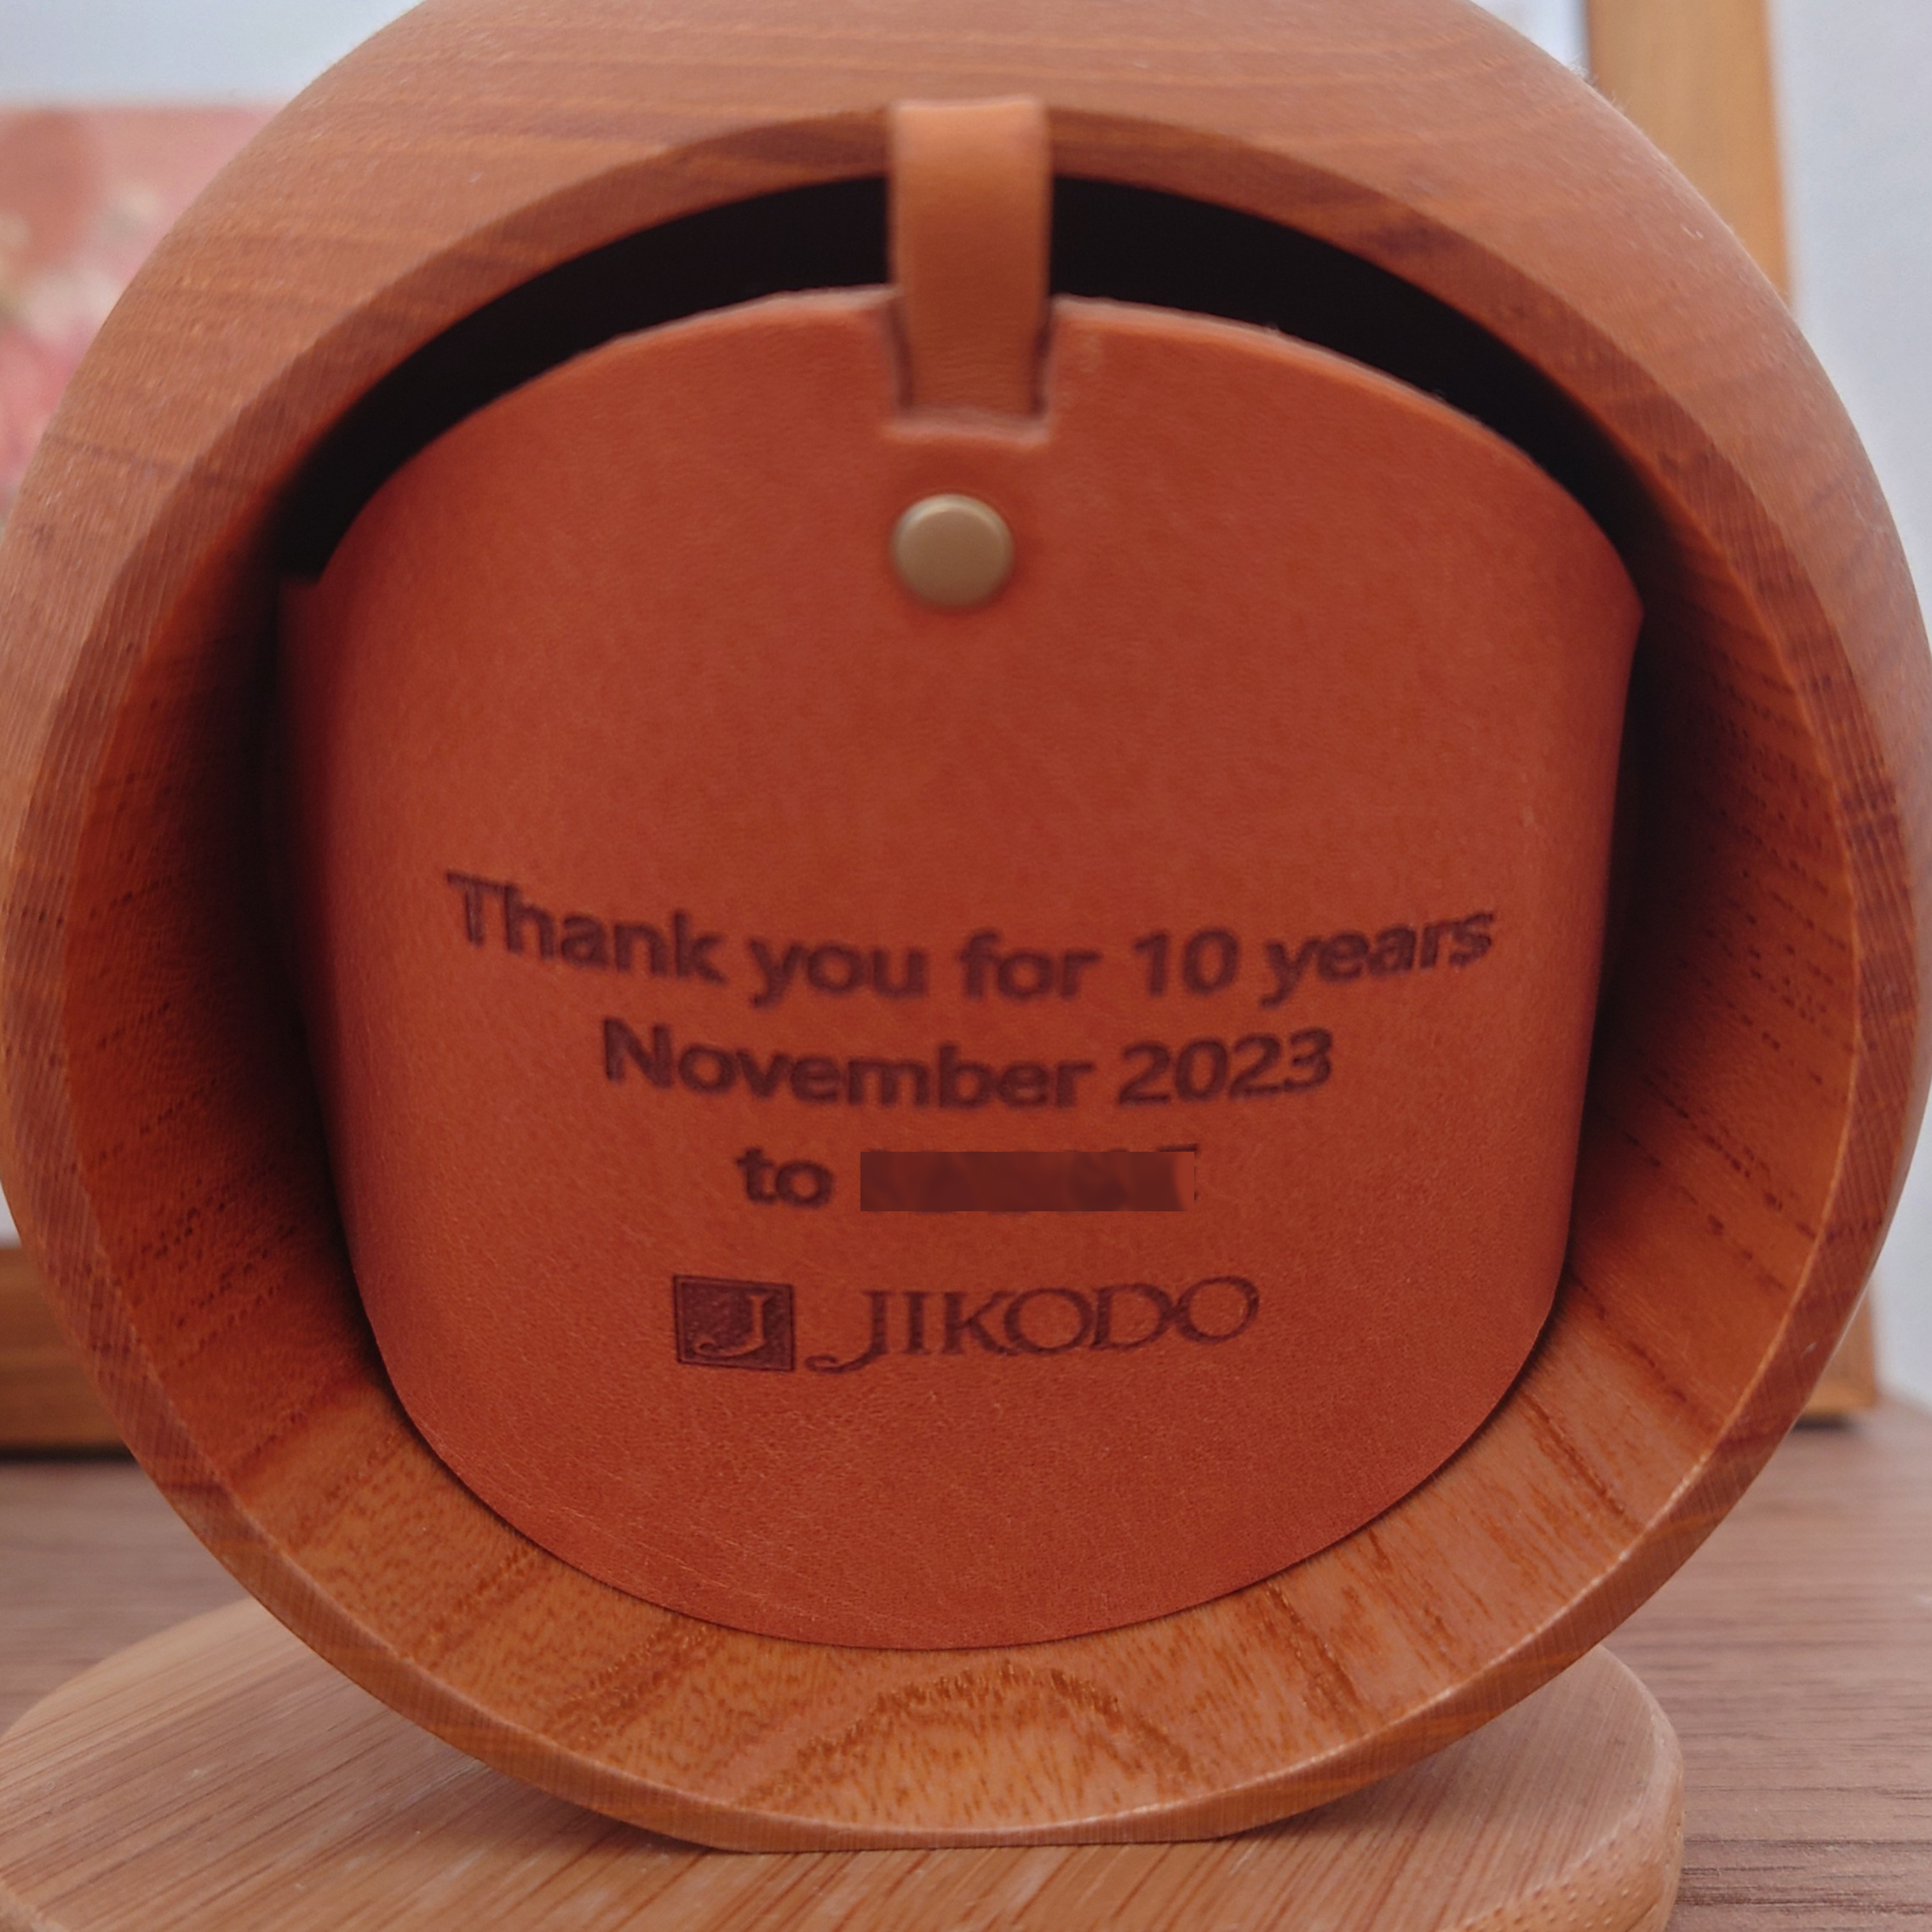 Thank you for 10 years
November 2023
to
J JIKODO